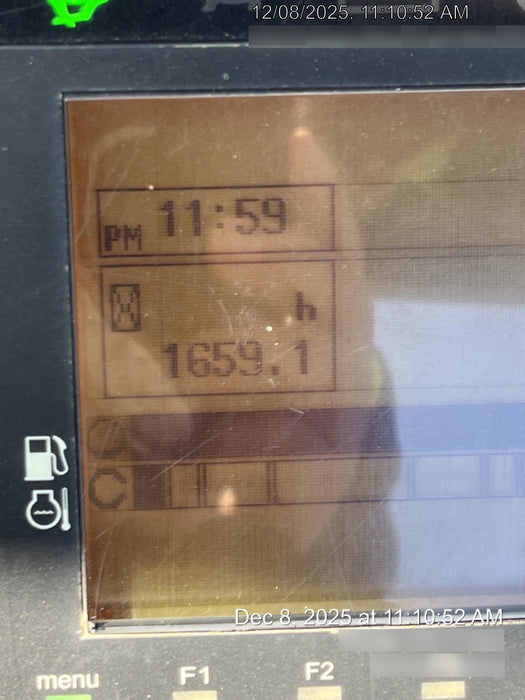 12/08/2025, 11:10:52 AM
PM 11:59
h
1659.1
C
Dec 8, 2025 at 11:10:52 AM
menu F1 F2